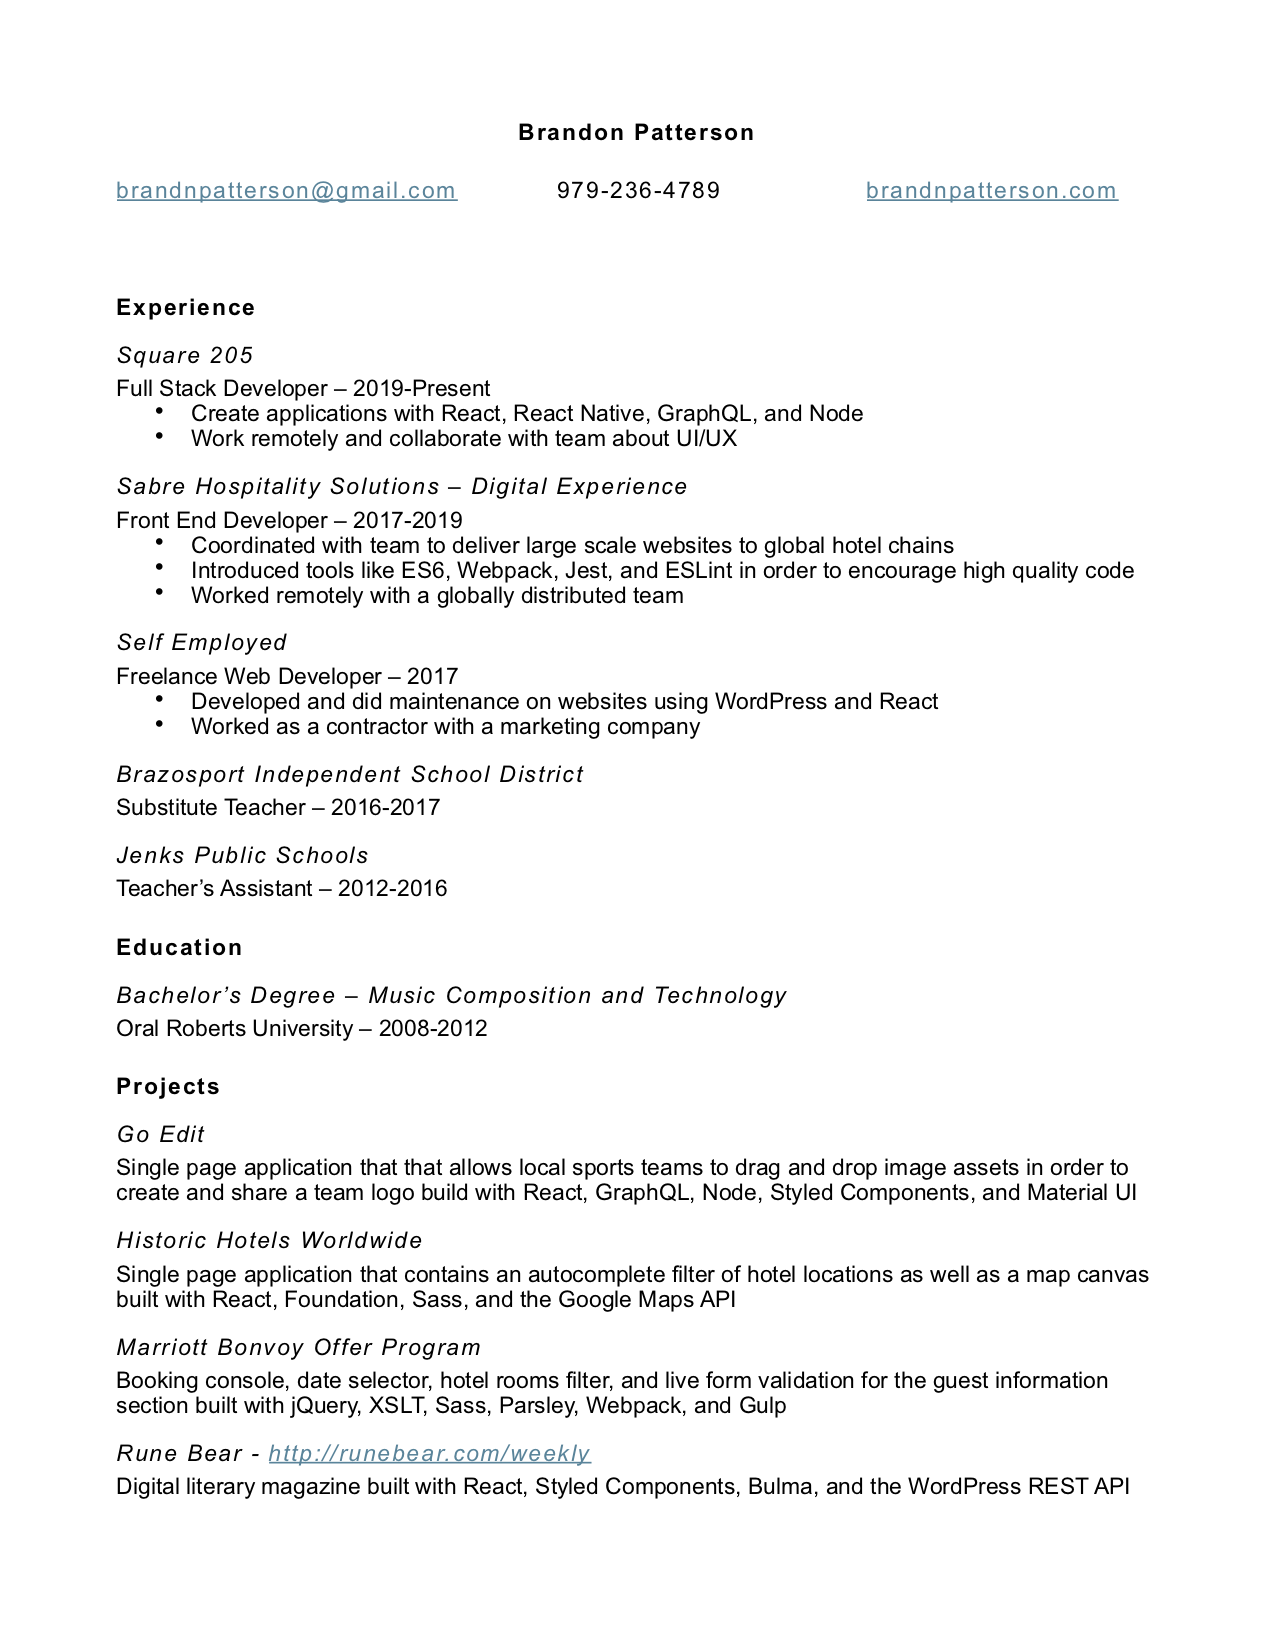 Brandon Patterson
brandnpatterson@gmail.com 979-236-4789 brandnpatterson.com
Experience
Square 205
Full Stack Developer – 2019-Present
• Create applications with React, React Native, GraphQL, and Node
• Work remotely and collaborate with team about UI/UX
Sabre Hospitality Solutions – Digital Experience
Front End Developer – 2017-2019
• Coordinated with team to deliver large scale websites to global hotel chains
• Introduced tools like ES6, Webpack, Jest, and ESLint in order to encourage high quality code
• Worked remotely with a globally distributed team
Self Employed
Freelance Web Developer – 2017
• Developed and did maintenance on websites using WordPress and React
• Worked as a contractor with a marketing company
Brazosport Independent School District
Substitute Teacher – 2016-2017
Jenks Public Schools
Teacher’s Assistant – 2012-2016
Education
Bachelor’s Degree – Music Composition and Technology
Oral Roberts University – 2008-2012
Projects
Go Edit
Single page application that that allows local sports teams to drag and drop image assets in order to
create and share a team logo build with React, GraphQL, Node, Styled Components, and Material UI
Historic Hotels Worldwide
Single page application that contains an autocomplete filter of hotel locations as well as a map canvas
built with React, Foundation, Sass, and the Google Maps API
Marriott Bonvoy Offer Program
Booking console, date selector, hotel rooms filter, and live form validation for the guest information
section built with jQuery, XSLT, Sass, Parsley, Webpack, and Gulp
Rune Bear - http://runebear.com/weekly
Digital literary magazine built with React, Styled Components, Bulma, and the WordPress REST API